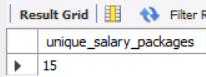 Result Grid Filter R
unique_salary_packages
15